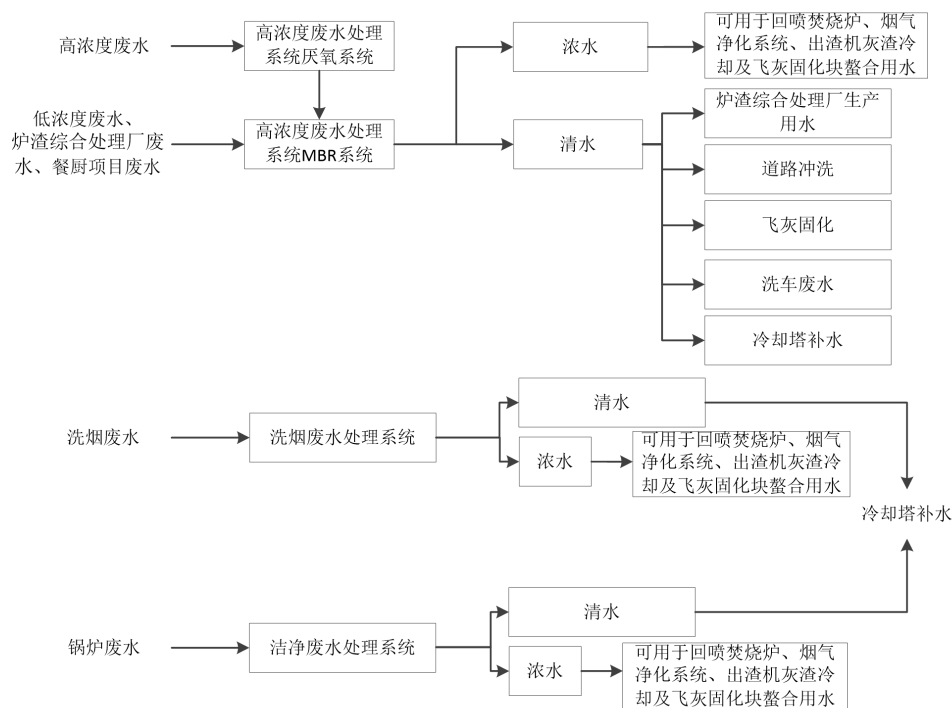 高浓度废水
高浓度废水处理
系统厌氧系统
浓水
可用于回喷焚烧炉、烟气
净化系统、出渣机灰渣冷
却及飞灰固化块螯合用水
低浓度废水、
炉渣综合处理厂废
水、餐厨项目废水
高浓度废水处理
系统MBR系统
清水
炉渣综合处理厂生产
用水
道路冲洗
飞灰固化
洗车废水
冷却塔补水
洗烟废水
洗烟废水处理系统
清水
浓水
可用于回喷焚烧炉、烟气
净化系统、出渣机灰渣冷
却及飞灰固化块螯合用水
冷却塔补水
锅炉废水
洁净废水处理系统
清水
浓水
可用于回喷焚烧炉、烟气
净化系统、出渣机灰渣冷
却及飞灰固化块螯合用水